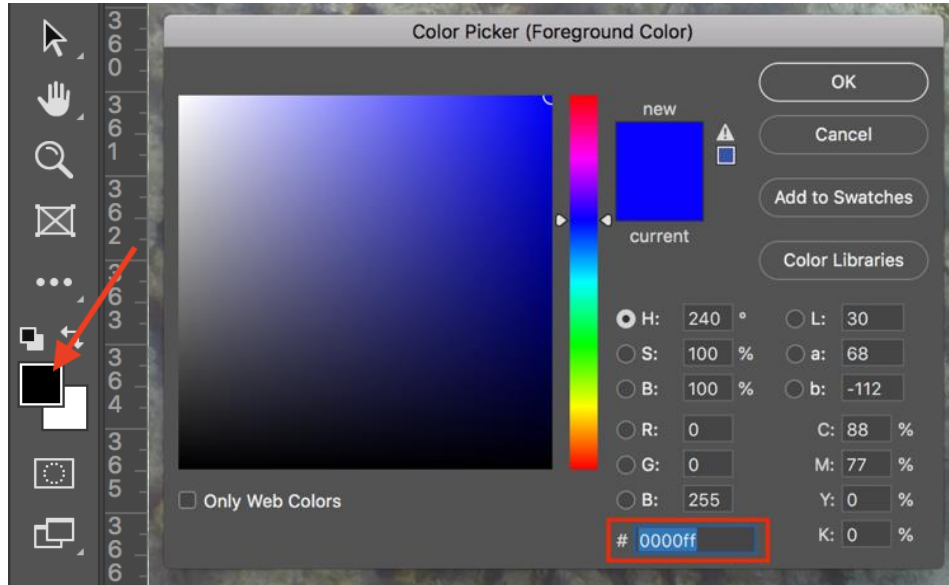 3
6
0
3
6
1
3
6
2
3
6
3
3
6
4
3
6
5
3
6
6
Color Picker (Foreground Color)
new
current
OK
Cancel
Add to Swatches
Color Libraries
H: 240 °
S: 100 %
B: 100 %
R: 0
G: 0
B: 255
# 0000ff
L: 30
a: 68
b: -112
C: 88 %
M: 77 %
Y: 0 %
K: 0 %
Only Web Colors